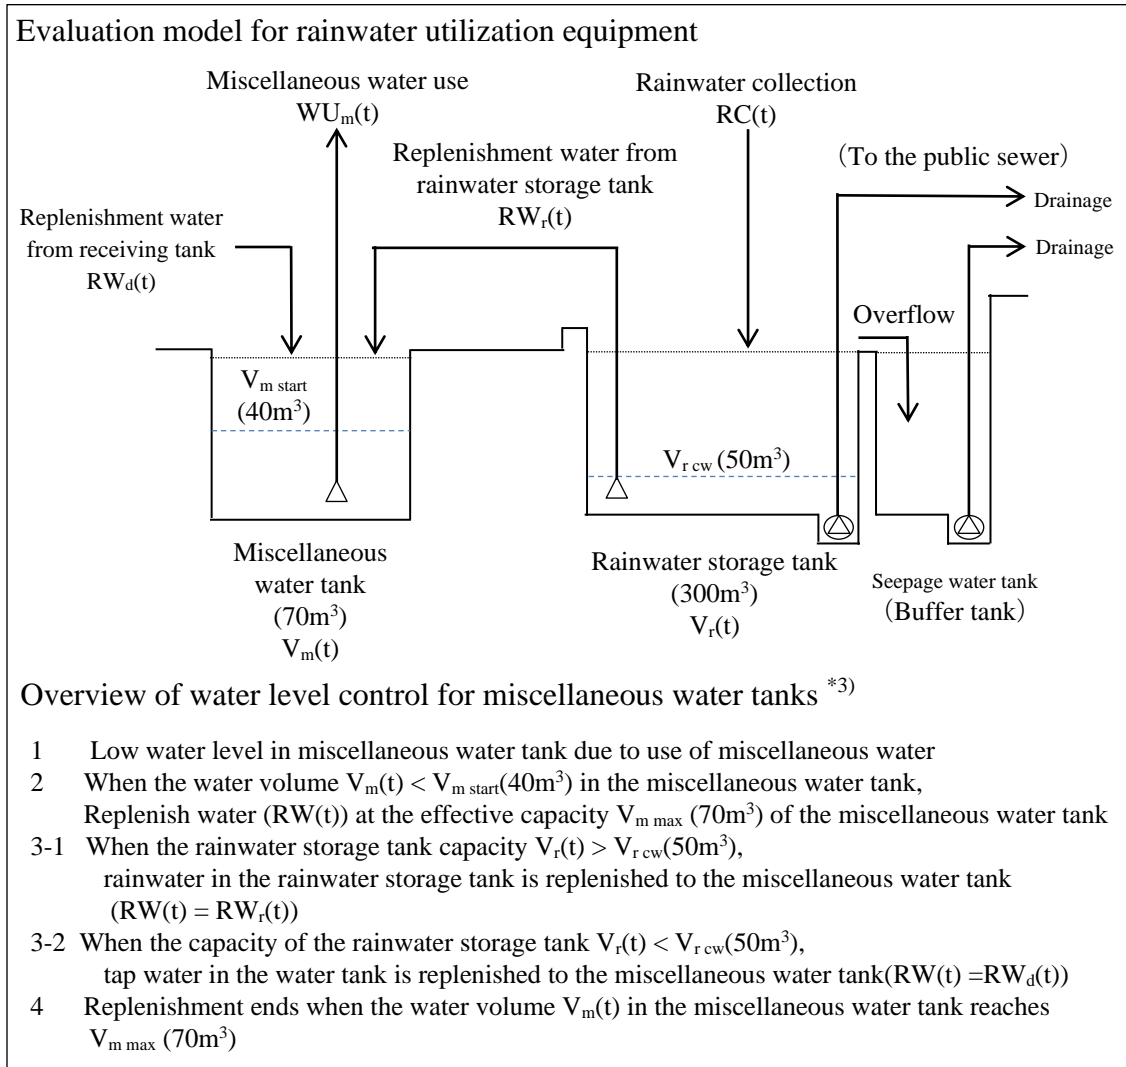 Evaluation model for rainwater utilization equipment
Miscellaneous water use
WUₘ(t)
Rainwater collection
RC(t)
Replenishment water from
rainwater storage tank
RWᵣ(t)
(To the public sewer)
Drainage
Replenishment water
from receiving tank
RW_d(t)
Drainage
Overflow
V_m start
(40m³)
V_r cw (50m³)
Miscellaneous
water tank
(70m³)
Vₘ(t)
Rainwater storage tank
(300m³)
Vᵣ(t)
Seepage water tank
(Buffer tank)
Overview of water level control for miscellaneous water tanks *3)
1 Low water level in miscellaneous water tank due to use of miscellaneous water
2 When the water volume Vₘ(t) < V_m start(40m³) in the miscellaneous water tank,
Replenish water (RW(t)) at the effective capacity V_m max (70m³) of the miscellaneous water tank
3-1 When the rainwater storage tank capacity Vᵣ(t) > V_r cw(50m³),
rainwater in the rainwater storage tank is replenished to the miscellaneous water tank
(RW(t) = RWᵣ(t))
3-2 When the capacity of the rainwater storage tank Vᵣ(t) < V_r cw(50m³),
tap water in the water tank is replenished to the miscellaneous water tank(RW(t) =RW_d(t))
4 Replenishment ends when the water volume Vₘ(t) in the miscellaneous water tank reaches
V_m max (70m³)